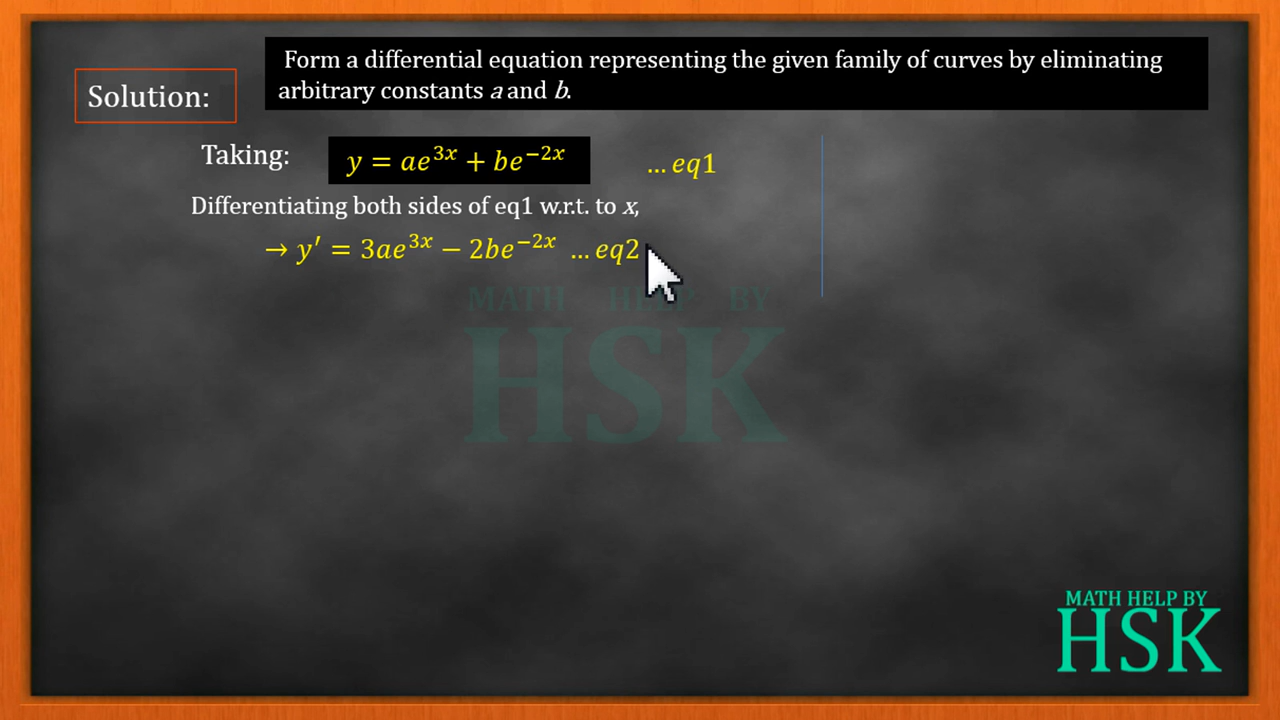 Form a differential equation representing the given family of curves by eliminating
arbitrary constants a and b.
Solution:
Taking: y = ae^{3x} + be^{−2x} ... eq1
Differentiating both sides of eq1 w.r.t. to x,
→ y′ = 3ae^{3x} − 2be^{−2x} ... eq2
MATH HELP BY
HSK
MATH HELP BY
HSK